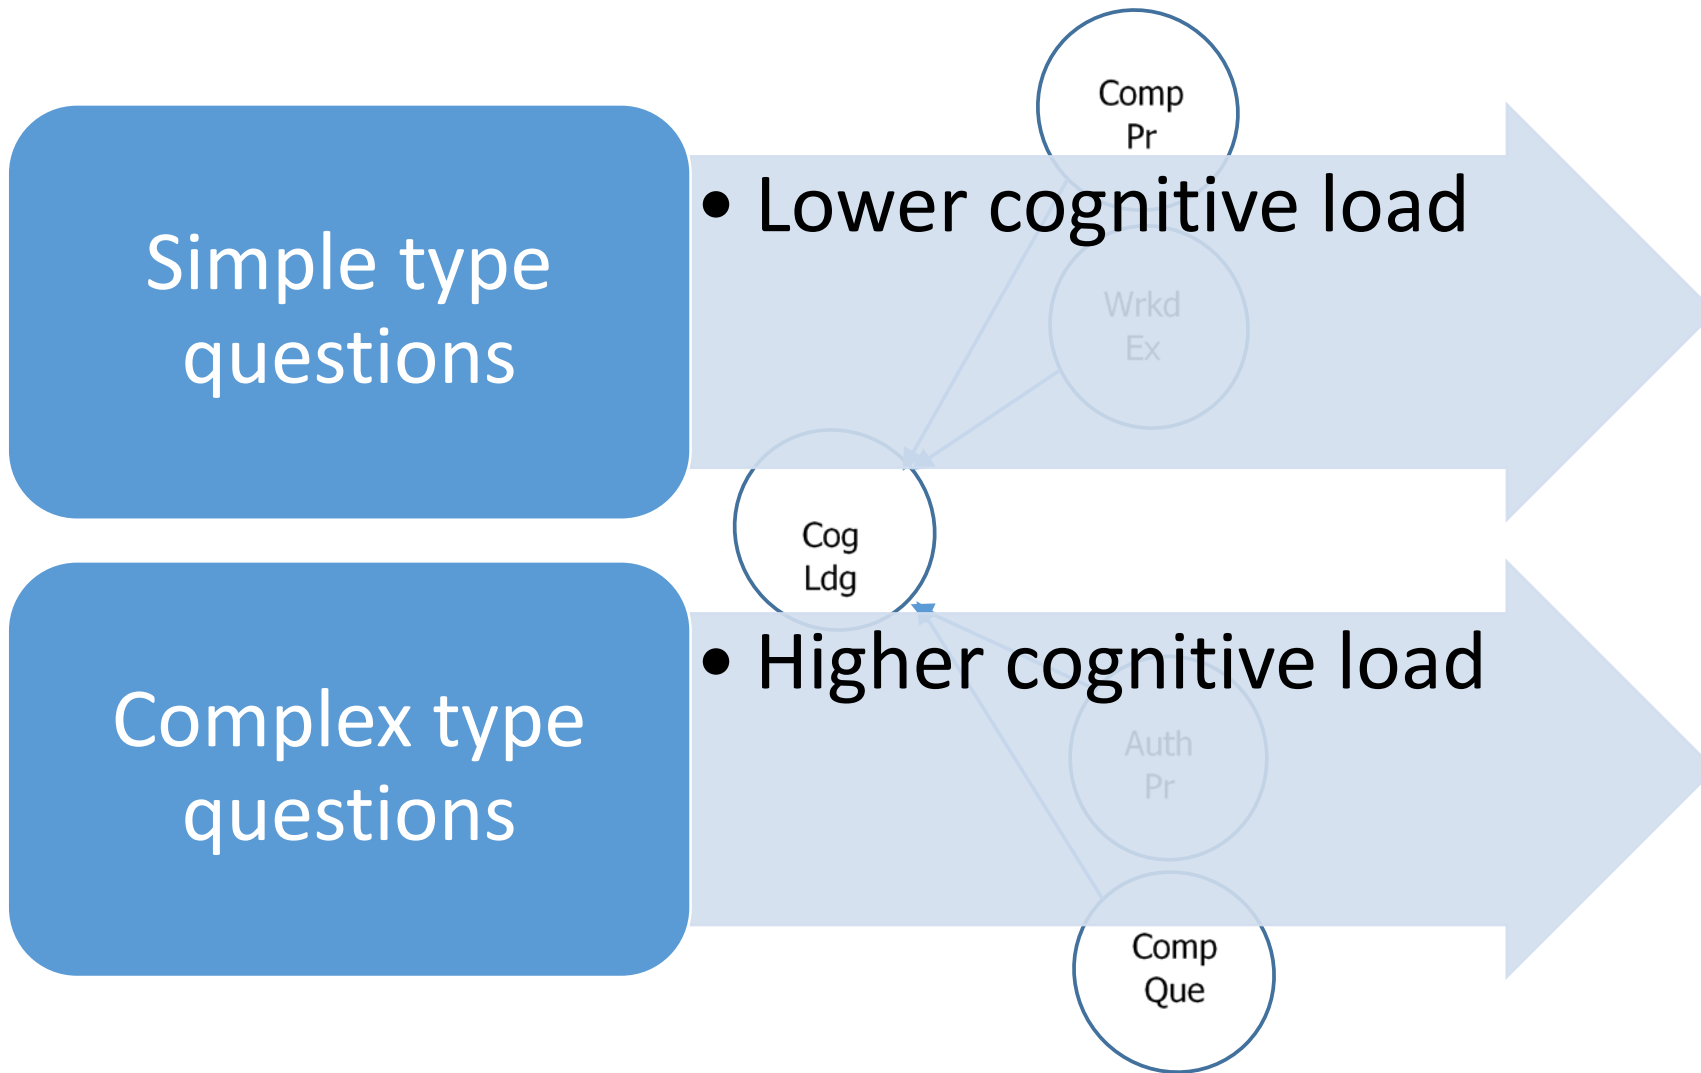 Comp
Pr
• Lower cognitive load
Simple type
questions
Wrkd
Ex
Cog
Ldg
• Higher cognitive load
Complex type
questions
Auth
Pr
Comp
Que